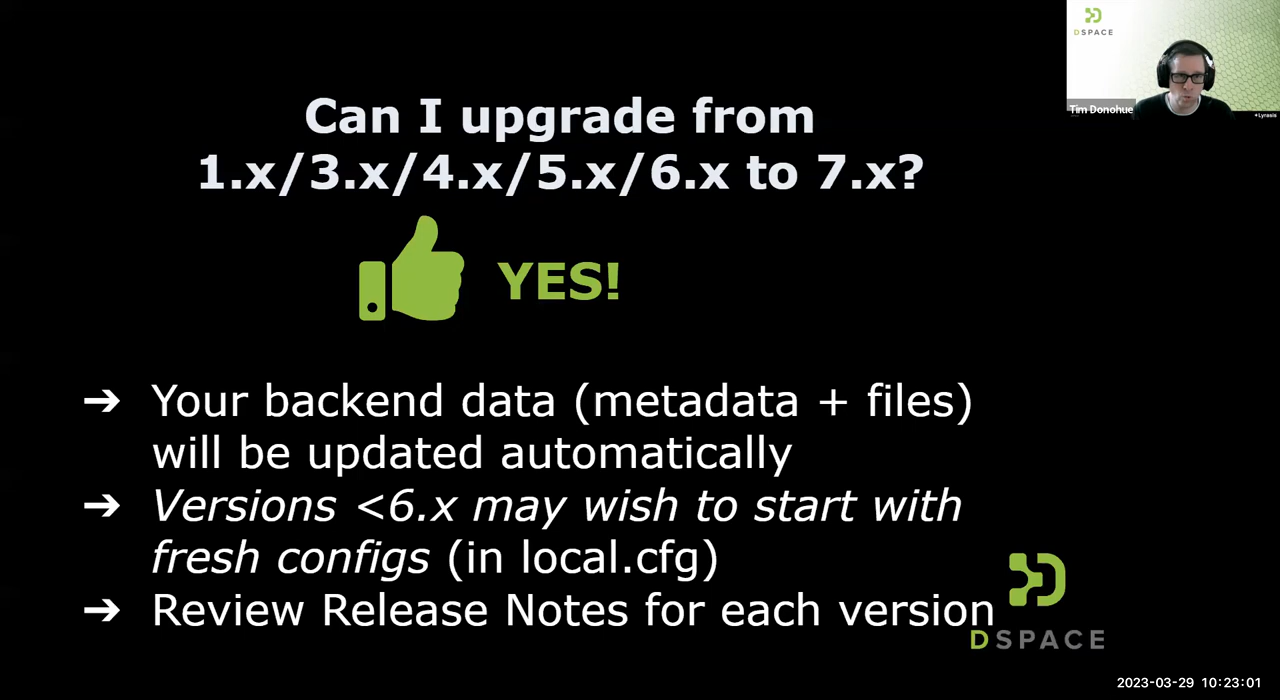 DSPACE
Tim Donohue
Lyrasis
Can I upgrade from
1.x/3.x/4.x/5.x/6.x to 7.x?
YES!
➔ Your backend data (metadata + files)
will be updated automatically
➔ Versions <6.x may wish to start with
fresh configs (in local.cfg)
➔ Review Release Notes for each version
DSPACE
2023-03-29 10:23:01